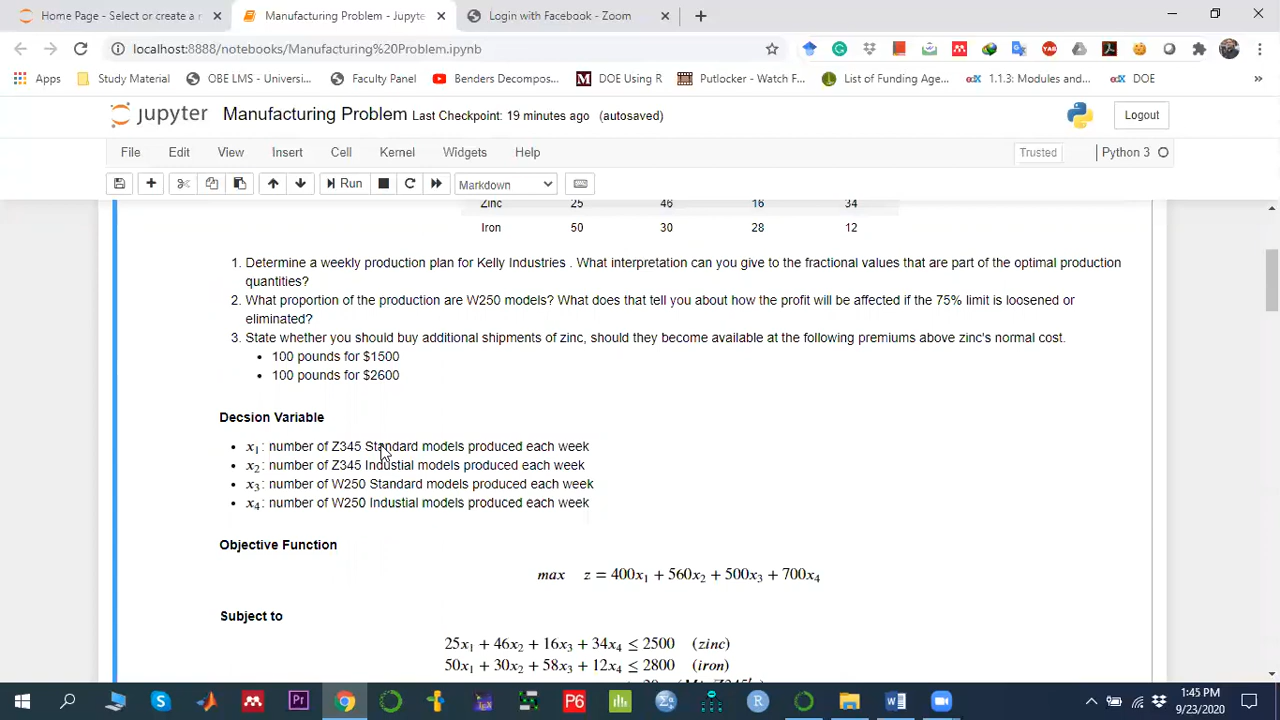 Home Page - Select or create a n
Manufacturing Problem - Jupyte
Login with Facebook - Zoom
localhost:8888/notebooks/Manufacturing%20Problem.ipynb
Apps Study Material OBE LMS - Universi... Faculty Panel Benders Decompos... DOE Using R Putlocker - Watch F... List of Funding Age... 1.1.3: Modules and... DOE
jupyter Manufacturing Problem Last Checkpoint: 19 minutes ago (autosaved) Logout
File Edit View Insert Cell Kernel Widgets Help Trusted Python 3
Run Markdown
Zinc 25 46 16 34
Iron 50 30 28 12
1. Determine a weekly production plan for Kelly Industries . What interpretation can you give to the fractional values that are part of the optimal production
quantities?
2. What proportion of the production are W250 models? What does that tell you about how the profit will be affected if the 75% limit is loosened or
eliminated?
3. State whether you should buy additional shipments of zinc, should they become available at the following premiums above zinc's normal cost.
• 100 pounds for $1500
• 100 pounds for $2600
Decsion Variable
• x₁: number of Z345 Standard models produced each week
• x₂: number of Z345 Industial models produced each week
• x₃: number of W250 Standard models produced each week
• x₄: number of W250 Industial models produced each week
Objective Function
max z = 400x₁ + 560x₂ + 500x₃ + 700x₄
Subject to
25x₁ + 46x₂ + 16x₃ + 34x₄ ≤ 2500 (zinc)
50x₁ + 30x₂ + 58x₃ + 12x₄ ≤ 2800 (iron)
1:45 PM
9/23/2020